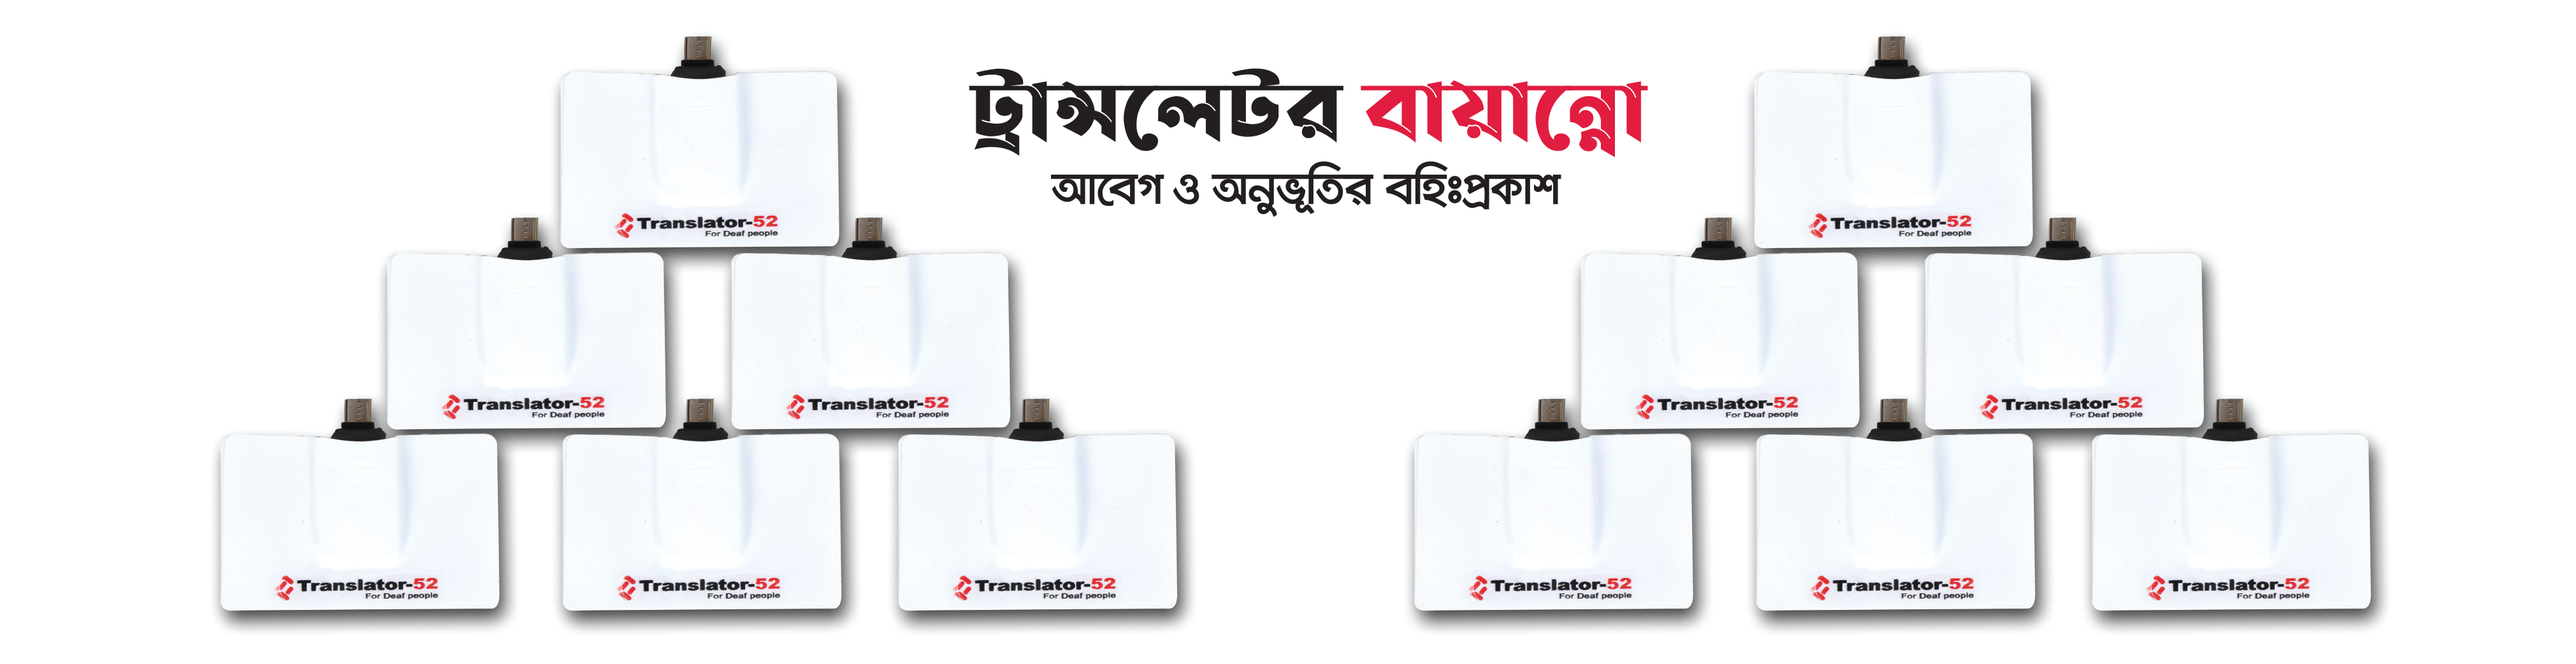 ট্রান্সলেটর বায়ান্নো
আবেগ ও অনুভূতির বহিঃপ্রকাশ
Translator-52
For Deaf people
Translator-52
For Deaf people
Translator-52
For Deaf people
Translator-52
For Deaf people
Translator-52
For Deaf people
Translator-52
For Deaf people
Translator-52
For Deaf people
Translator-52
For Deaf people
Translator-52
For Deaf people
Translator-52
For Deaf people
Translator-52
For Deaf people
Translator-52
For Deaf people